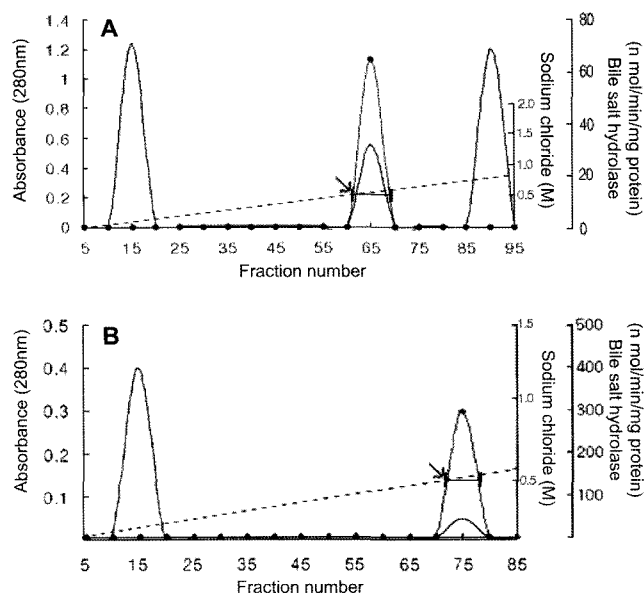 A
1.4
1.2
1
0.8
0.6
0.4
0.2
0
Absorbance (280nm)
5 15 25 35 45 55 65 75 85 95
Fraction number
2.0
1.5
1.0
0.5
Sodium chloride (M)
80
60
40
20
0
Bile salt hydrolase
(n mol/min/mg protein)
B
0.5
0.4
0.3
0.2
0.1
Absorbance (280nm)
5 15 25 35 45 55 65 75 85
Fraction number
1.5
1.0
0.5
Sodium chloride (M)
500
400
300
200
100
Bile salt hydrolase
(n mol/min/mg protein)